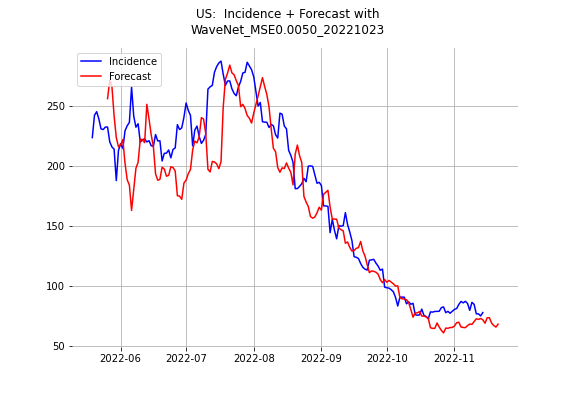 US:  Incidence + Forecast with
WaveNet_MSE0.0050_20221023
Incidence
Forecast
250
200
150
100
50
2022-06 2022-07 2022-08 2022-09 2022-10 2022-11